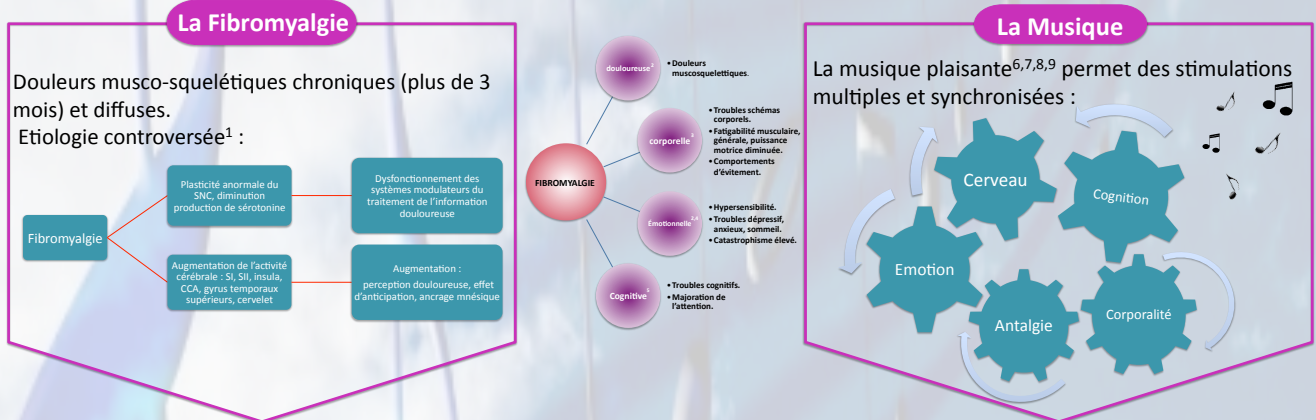 La Fibromyalgie
Douleurs musco-squelétiques chroniques (plus de 3
mois) et diffuses.
Etiologie controversée1 :
Fibromyalgie
Plasticité anormale du
SNC, diminution
production de sérotonine
Dysfonctionnement des
systèmes modulateurs du
traitement de l'information
douloureuse
Augmentation de l'activité
cérébrale : SI, SII, insula,
CCA, gyrus temporaux
supérieurs, cervelet
Augmentation :
perception douloureuse, effet
d'anticipation, ancrage mnésique
FIBROMYALGIE
douloureuse2
• Douleurs
muscosquelettiques.
corporelle3
• Troubles schémas
corporels.
• Fatigabilité musculaire,
générale, puissance
motrice diminuée.
• Comportements
d'évitement.
Émotionnelle2,4
• Hypersensibilité.
• Troubles dépressif,
anxieux, sommeil.
• Catastrophisme élevé.
Cognitive5
• Troubles cognitifs.
• Majoration de
l'attention.
La Musique
La musique plaisante6,7,8,9 permet des stimulations
multiples et synchronisées :
Cerveau
Cognition
Emotion
Antalgie
Corporalité